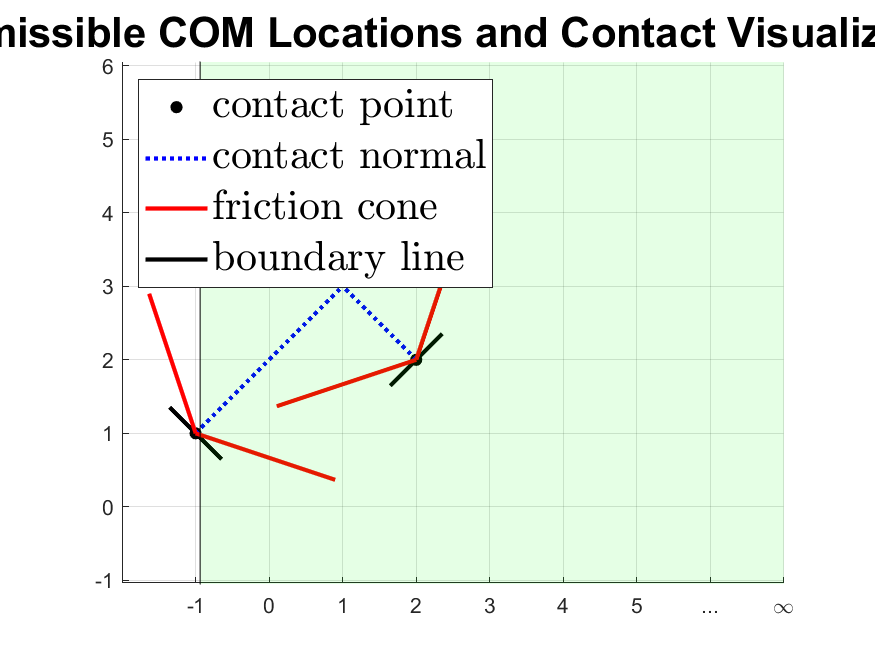 missible COM Locations and Contact Visualiz
6
5
4
3
2
1
0
-1
contact point
contact normal
friction cone
boundary line
-1 0 1 2 3 4 5 ... ∞